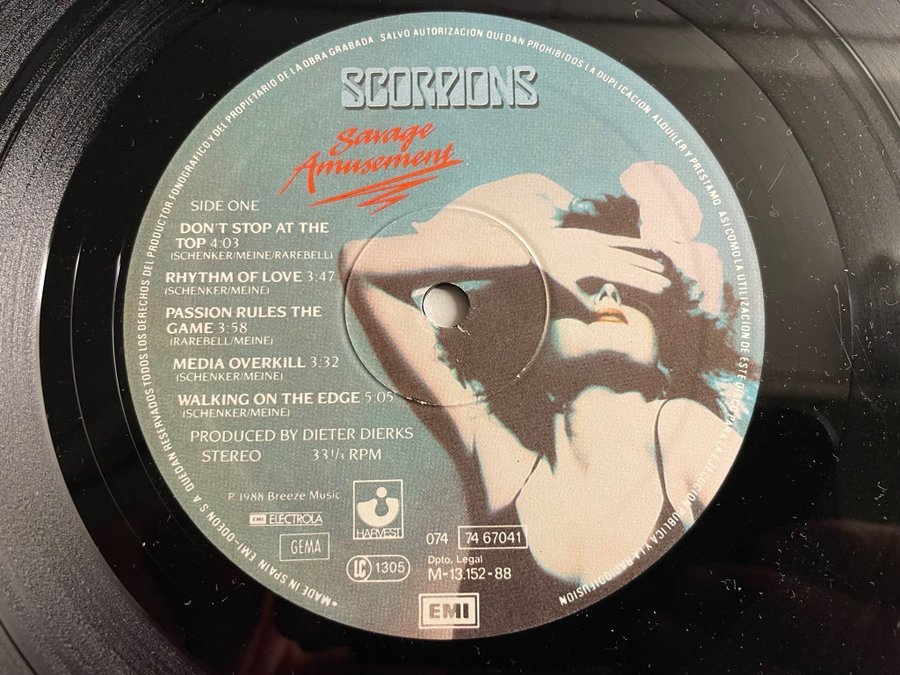 SCORPIONS
Savage
Amusement
SIDE ONE
DON'T STOP AT THE
TOP 4:03
(SCHENKER/MEINE/RAREBELL)
RHYTHM OF LOVE 3:47
(SCHENKER/MEINE)
PASSION RULES THE
GAME 3:58
(RAREBELL/MEINE)
MEDIA OVERKILL 3:32
(SCHENKER/MEINE)
WALKING ON THE EDGE 5:05
(SCHENKER/MEINE)
PRODUCED BY DIETER DIERKS
STEREO 33 1/3 RPM
P. 1988 Breeze Music
EMI ELECTROLA
GEMA
HARVEST
LC 1305
074 74 67041
Dpto. Legal
M-13.152-88
EMI
*MADE IN SPAIN EMI-ODEON S A QUEDAN RESERVADOS TODOS LOS DERECHOS DEL PRODUCTOR FONOGRAFICO Y DEL PROPIETARIO DE LA OBRA GRABADA. SALVO AUTORIZACION QUEDAN PROHIBIDOS LA DUPLICACION, ALQUILER Y PRESTAMO, ASI COMO LA UTILIZACION DE ESTE DISCO PARA LA EJECUCION PUBLICA Y LA RADIODIFUSION